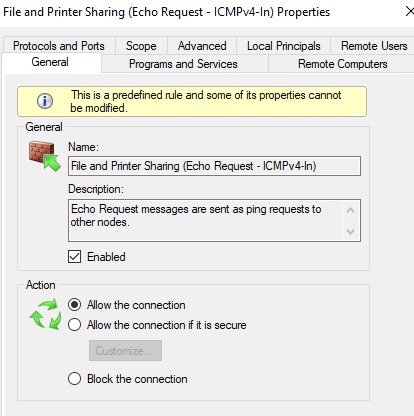 File and Printer Sharing (Echo Request - ICMPv4-In) Properties
Protocols and Ports Scope Advanced Local Principals Remote Users
General Programs and Services Remote Computers
This is a predefined rule and some of its properties cannot
be modified.
General
Name:
File and Printer Sharing (Echo Request - ICMPv4-In)
Description:
Echo Request messages are sent as ping requests to
other nodes.
Enabled
Action
Allow the connection
Allow the connection if it is secure
Customize...
Block the connection